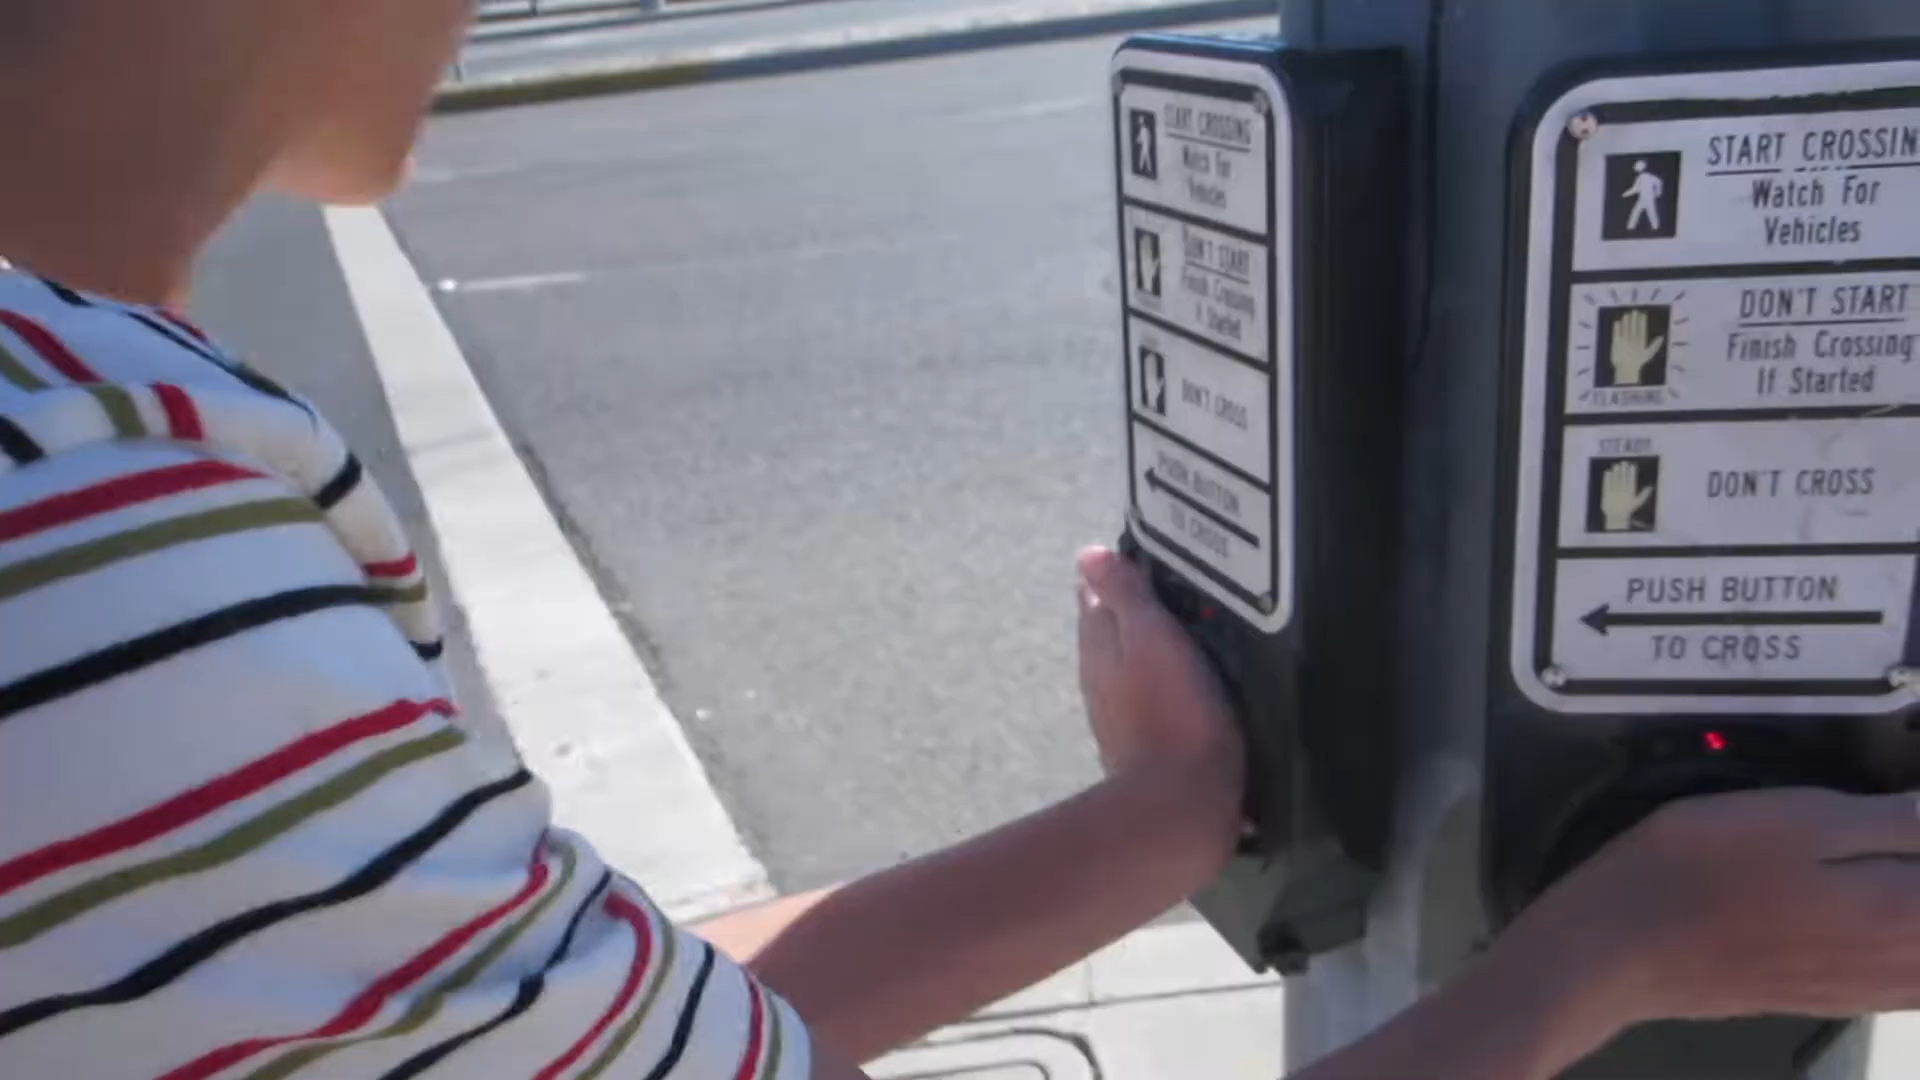 START CROSSING
Watch For
Vehicles
DON'T START
Finish Crossing
If Started
DON'T CROSS
PUSH BUTTON
TO CROSS
START CROSSIN
Watch For
Vehicles
DON'T START
Finish Crossing
If Started
FLASHING
STEADY
DON'T CROSS
PUSH BUTTON
TO CROSS